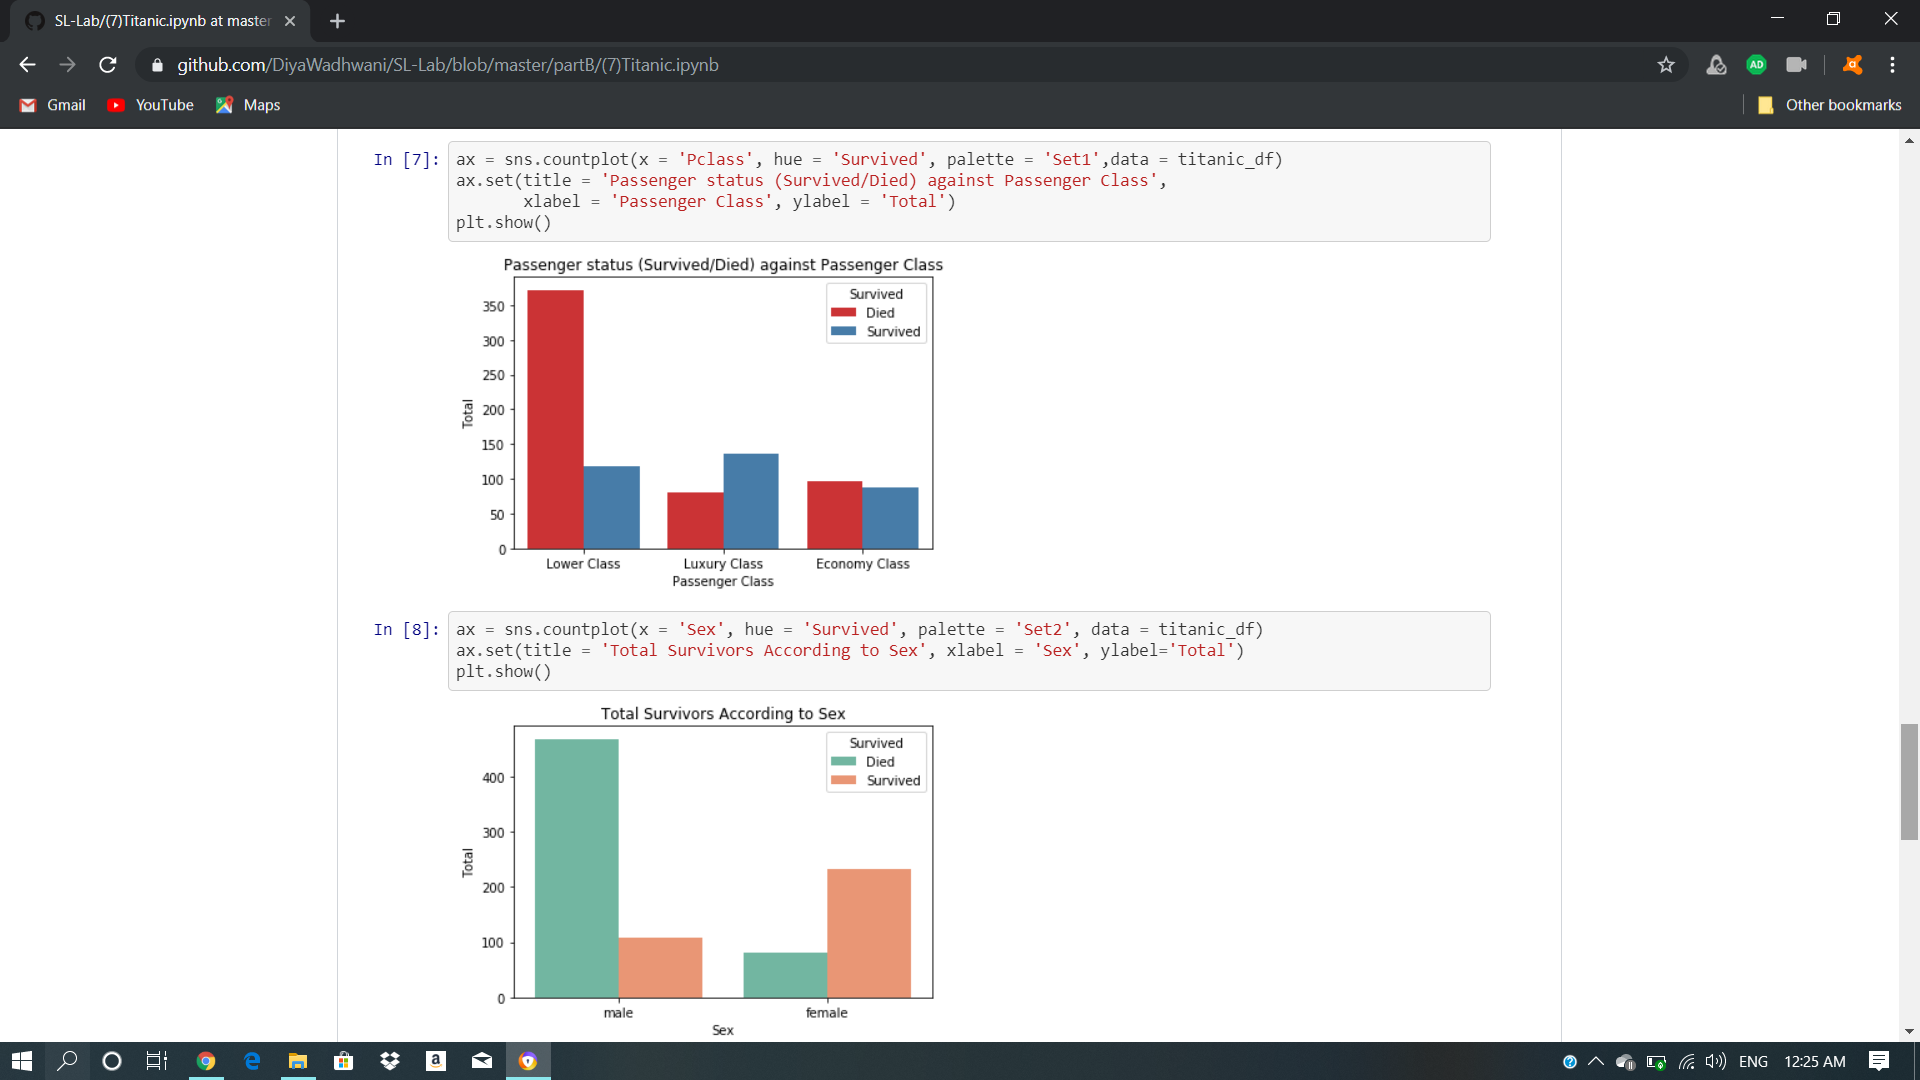 SL-Lab/(7)Titanic.ipynb at master
github.com/DiyaWadhwani/SL-Lab/blob/master/partB/(7)Titanic.ipynb
AD
Gmail YouTube Maps Other bookmarks
In [7]: ax = sns.countplot(x = 'Pclass', hue = 'Survived', palette = 'Set1',data = titanic_df)
ax.set(title = 'Passenger status (Survived/Died) against Passenger Class',
xlabel = 'Passenger Class', ylabel = 'Total')
plt.show()
Passenger status (Survived/Died) against Passenger Class
Survived
Died
Survived
350
300
250
200
150
100
50
0
Total
Lower Class Luxury Class Economy Class
Passenger Class
In [8]: ax = sns.countplot(x = 'Sex', hue = 'Survived', palette = 'Set2', data = titanic_df)
ax.set(title = 'Total Survivors According to Sex', xlabel = 'Sex', ylabel='Total')
plt.show()
Total Survivors According to Sex
Survived
Died
Survived
400
300
200
100
0
Total
male female
Sex
ENG 12:25 AM